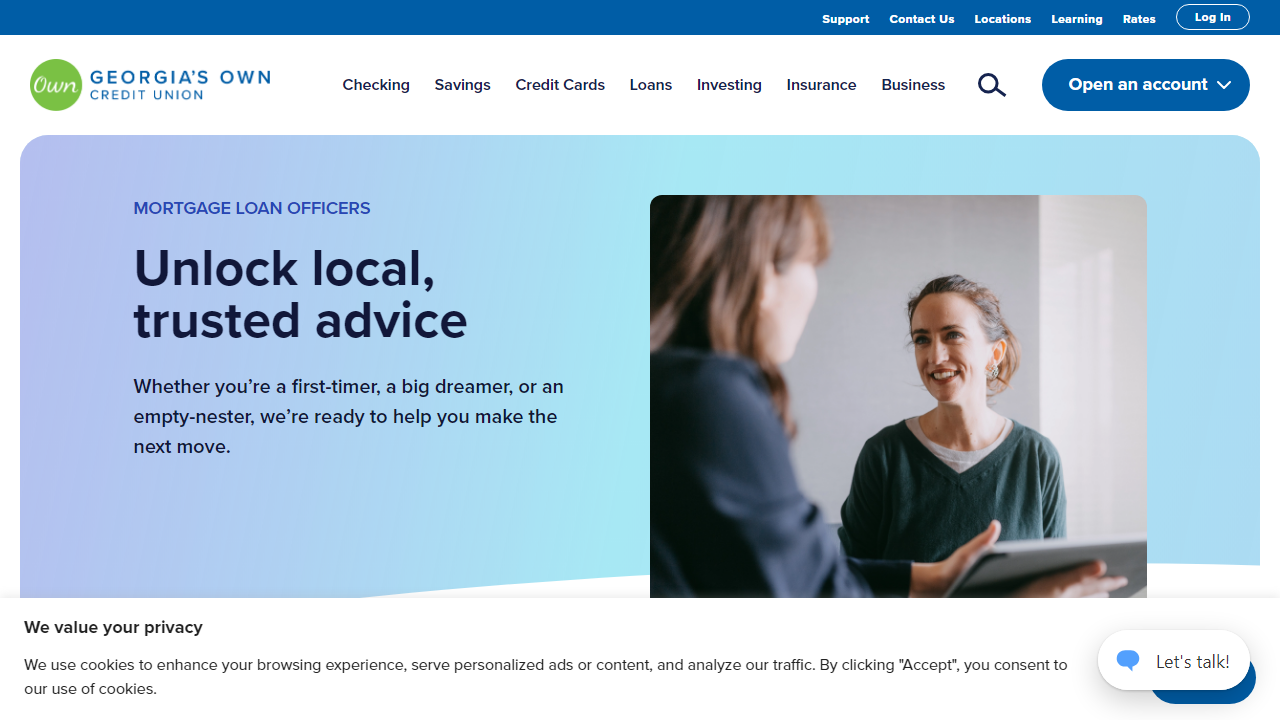 Support Contact Us Locations Learning Rates Log In
Own GEORGIA'S OWN
CREDIT UNION
Checking Savings Credit Cards Loans Investing Insurance Business Open an account
MORTGAGE LOAN OFFICERS
Unlock local,
trusted advice
Whether you’re a first-timer, a big dreamer, or an
empty-nester, we’re ready to help you make the
next move.
We value your privacy
We use cookies to enhance your browsing experience, serve personalized ads or content, and analyze our traffic. By clicking "Accept", you consent to
our use of cookies.
Let's talk!